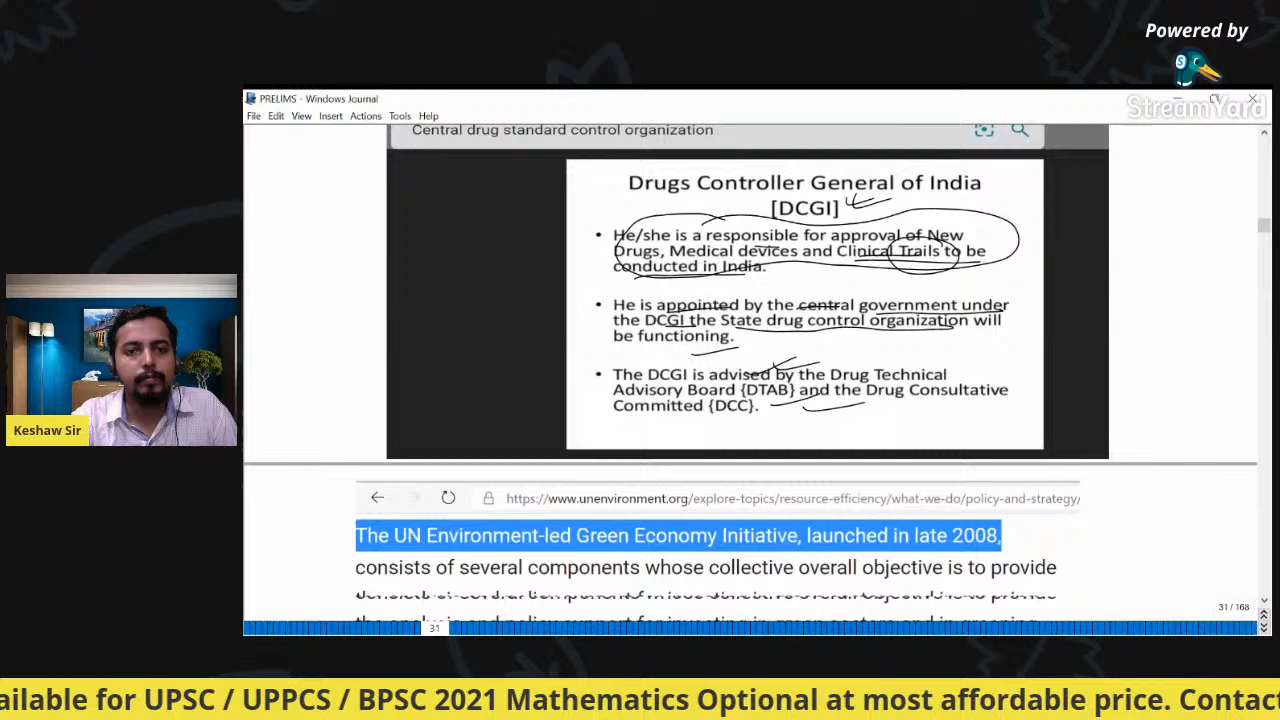 Powered by
S
StreamYard
PRELIMS - Windows Journal
File Edit View Insert Actions Tools Help
Central drug standard control organization
Drugs Controller General of India
[DCGI]
• He/she is a responsible for approval of New
Drugs, Medical devices and Clinical Trails to be
conducted in India.
• He is appointed by the central government under
the DCGI the State drug control organization will
be functioning.
• The DCGI is advised by the Drug Technical
Advisory Board {DTAB} and the Drug Consultative
Committed {DCC}.
Keshaw Sir
https://www.unenvironment.org/explore-topics/resource-efficiency/what-we-do/policy-and-strategy/
The UN Environment-led Green Economy Initiative, launched in late 2008,
consists of several components whose collective overall objective is to provide
31 / 168
31
ailable for UPSC / UPPCS / BPSC 2021 Mathematics Optional at most affordable price. Contac